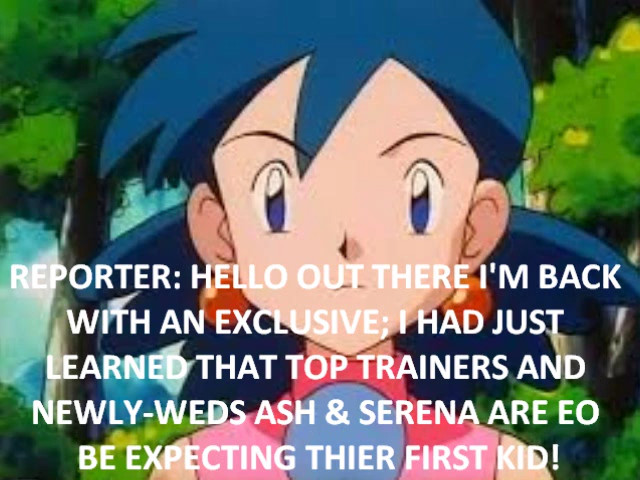 REPORTER: HELLO OUT THERE I'M BACK
WITH AN EXCLUSIVE; I HAD JUST
LEARNED THAT TOP TRAINERS AND
NEWLY-WEDS ASH & SERENA ARE EO
BE EXPECTING THIER FIRST KID!